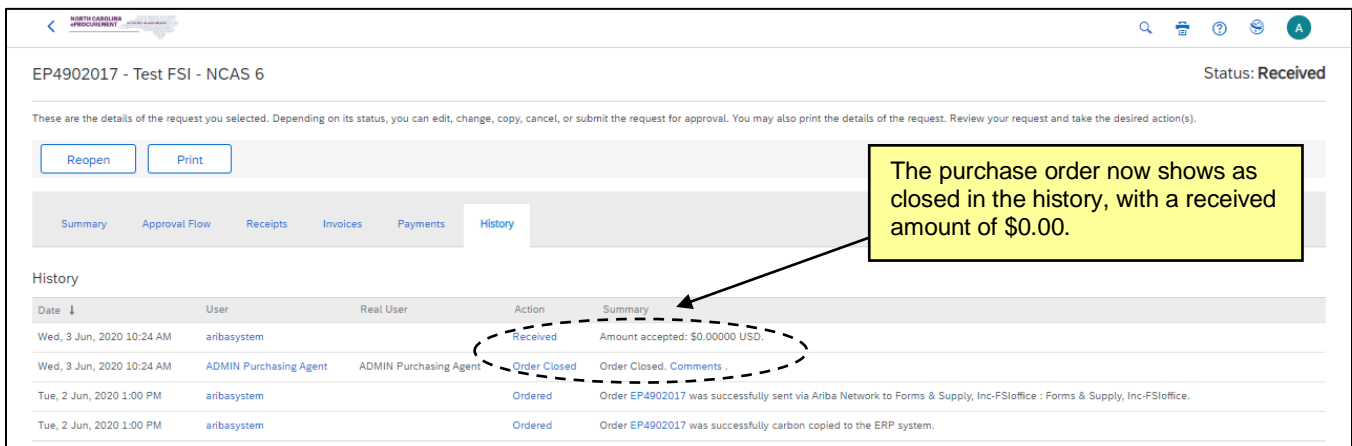 NORTH CAROLINA
ePROCUREMENT
A
EP4902017 - Test FSI - NCAS 6
Status: Received
These are the details of the request you selected. Depending on its status, you can edit, change, copy, cancel, or submit the request for approval. You may also print the details of the request. Review your request and take the desired action(s).
Reopen Print
The purchase order now shows as
closed in the history, with a received
amount of $0.00.
Summary Approval Flow Receipts Invoices Payments History
History
Date ↓ User Real User Action Summary
Wed, 3 Jun, 2020 10:24 AM aribasystem Received Amount accepted: $0.00000 USD.
Wed, 3 Jun, 2020 10:24 AM ADMIN Purchasing Agent ADMIN Purchasing Agent Order Closed Order Closed. Comments .
Tue, 2 Jun, 2020 1:00 PM aribasystem Ordered Order EP4902017 was successfully sent via Ariba Network to Forms & Supply, Inc-FSIoffice : Forms & Supply, Inc-FSIoffice.
Tue, 2 Jun, 2020 1:00 PM aribasystem Ordered Order EP4902017 was successfully carbon copied to the ERP system.